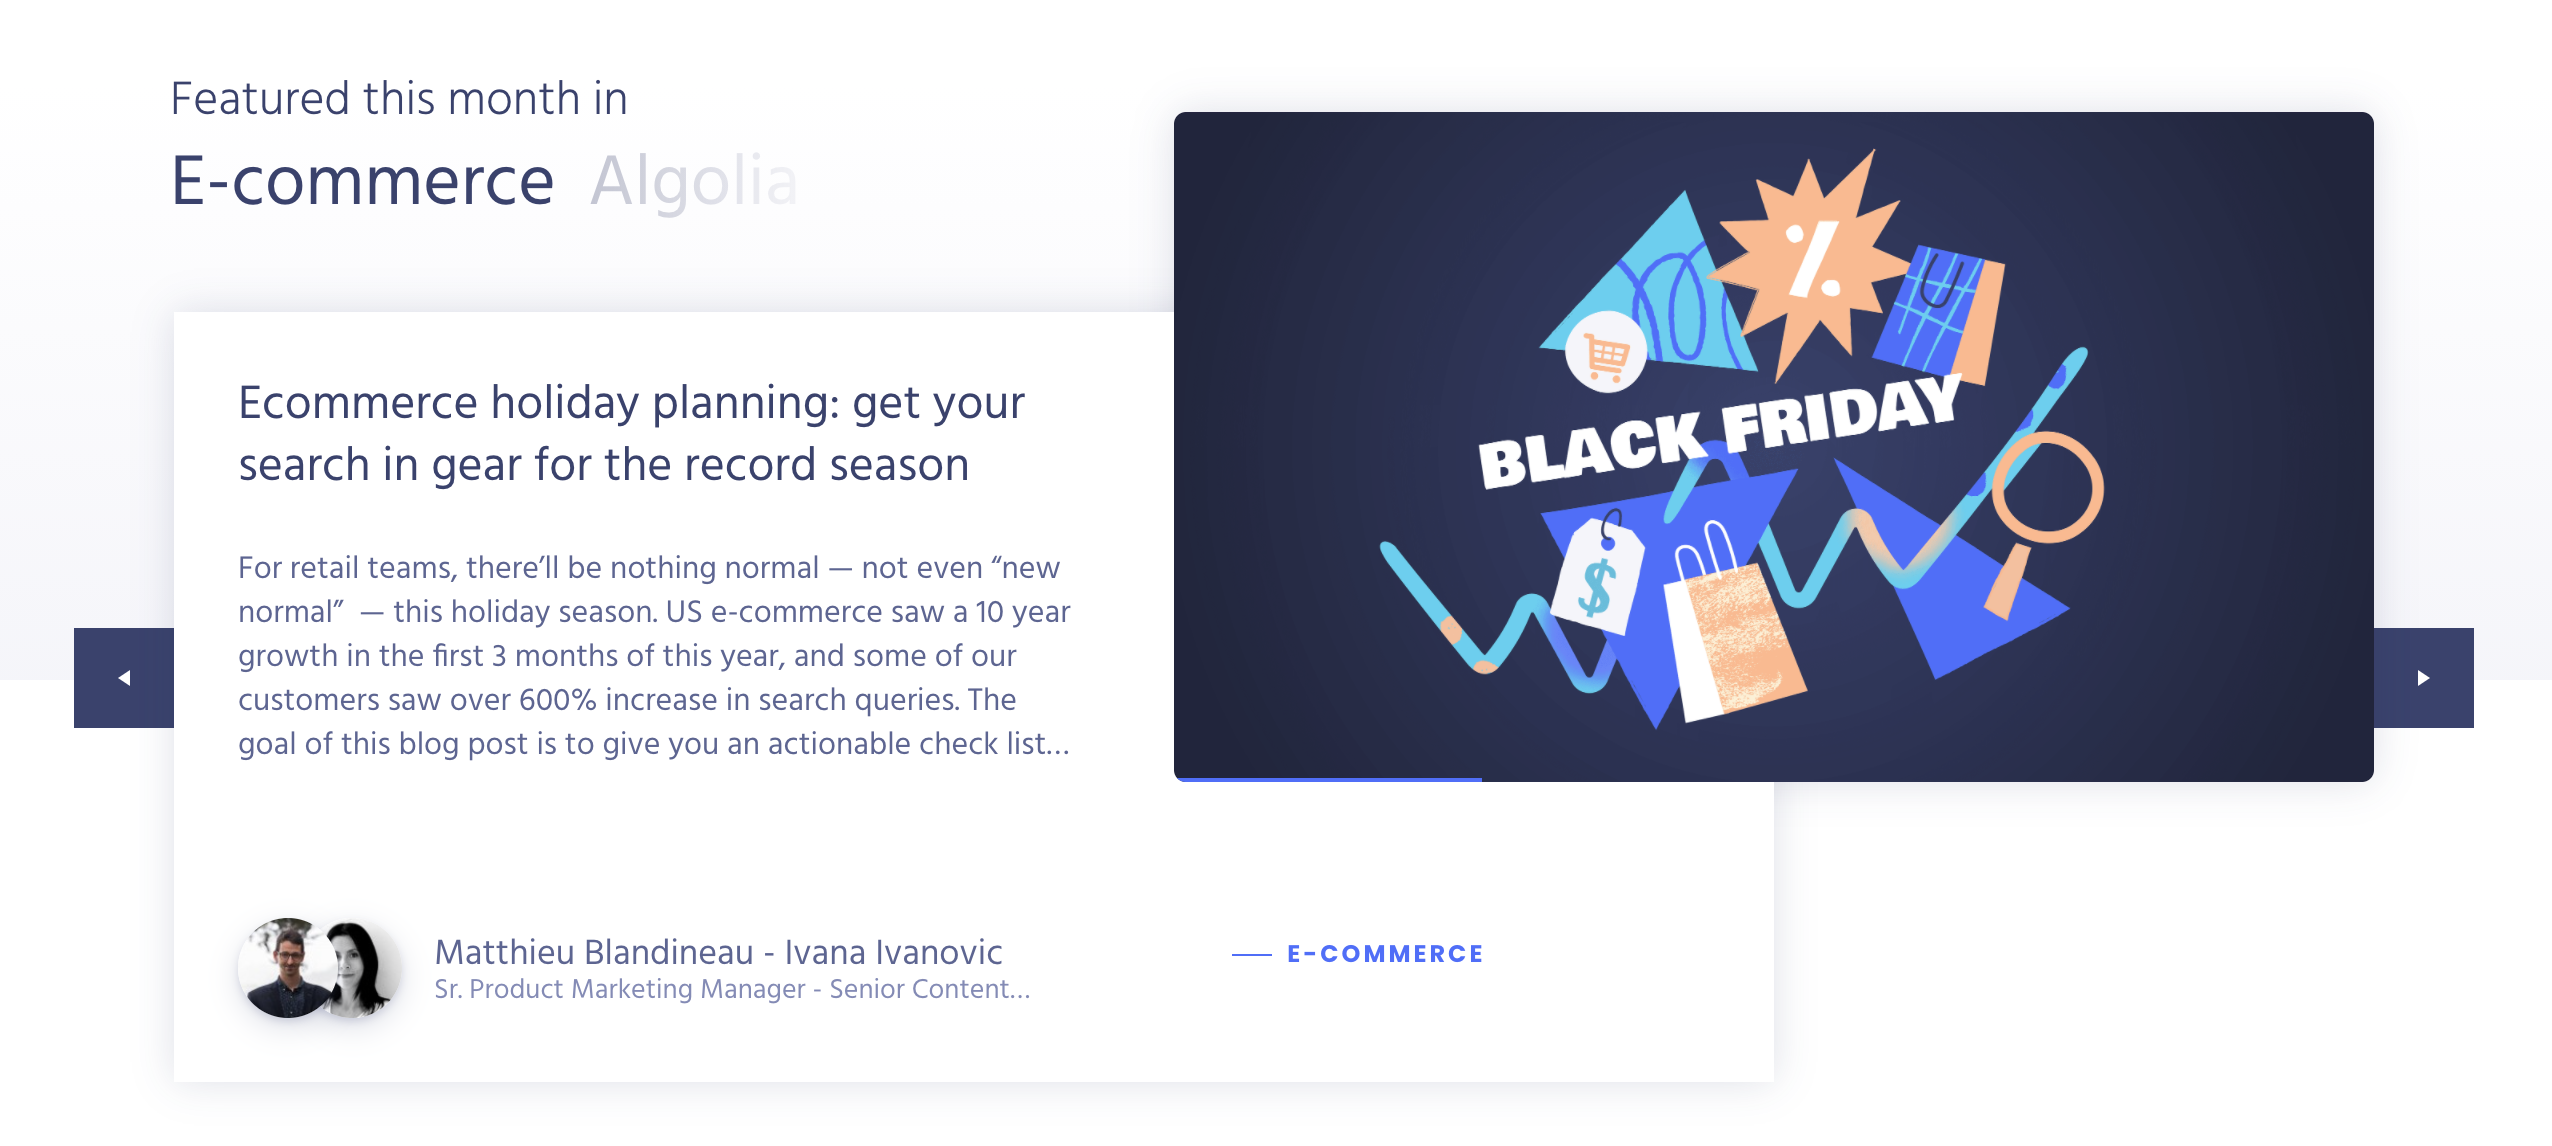 Featured this month in
E-commerce Algolia
Ecommerce holiday planning: get your
search in gear for the record season
For retail teams, there’ll be nothing normal — not even “new
normal” — this holiday season. US e-commerce saw a 10 year
growth in the first 3 months of this year, and some of our
customers saw over 600% increase in search queries. The
goal of this blog post is to give you an actionable check list…
Matthieu Blandineau - Ivana Ivanovic
Sr. Product Marketing Manager - Senior Content…
E-COMMERCE
%
BLACK FRIDAY
$